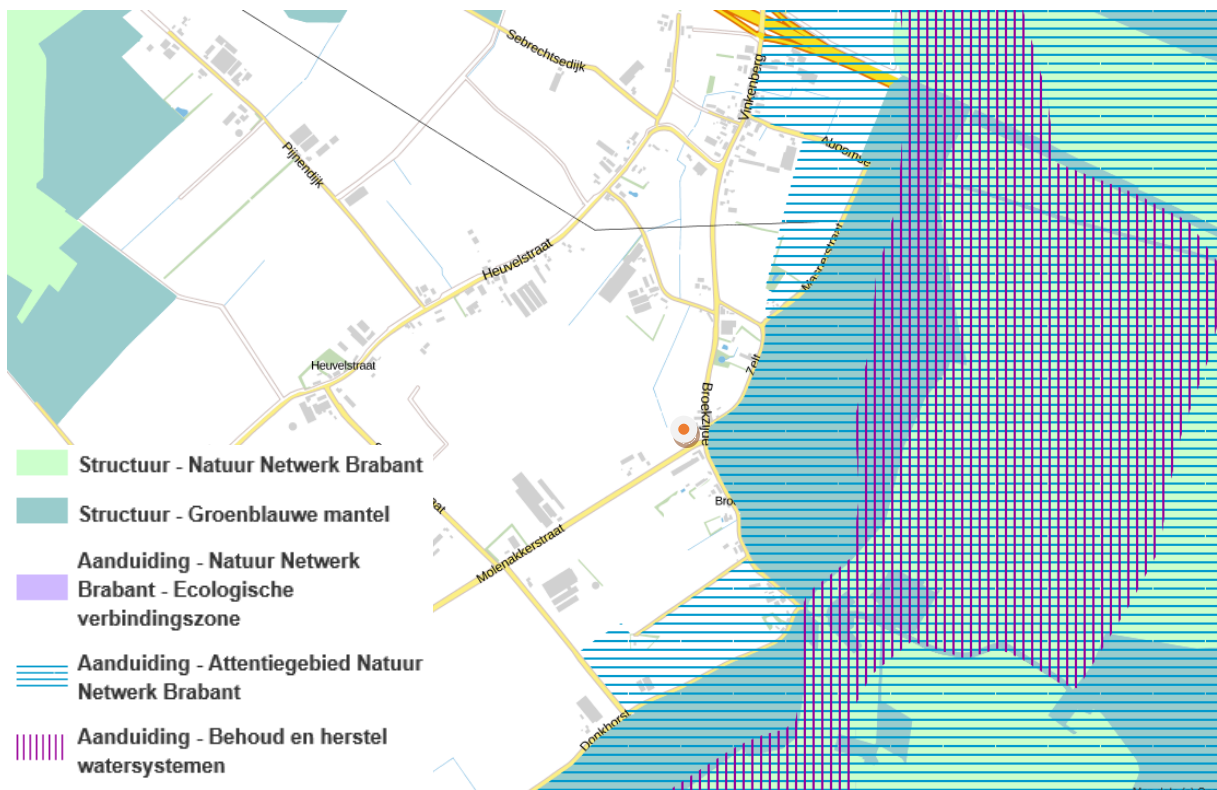 Sebrechtsedijk
Vinkenberg
Pijnendijk
Heuvelstraat
Heuvelstraat
Zelt
Broekzijde
Molenakkerstraat
Donkhorst
Structuur - Natuur Netwerk Brabant
Structuur - Groenblauwe mantel
Aanduiding - Natuur Netwerk
Brabant - Ecologische
verbindingszone
Aanduiding - Attentiegebied Natuur
Netwerk Brabant
Aanduiding - Behoud en herstel
watersystemen